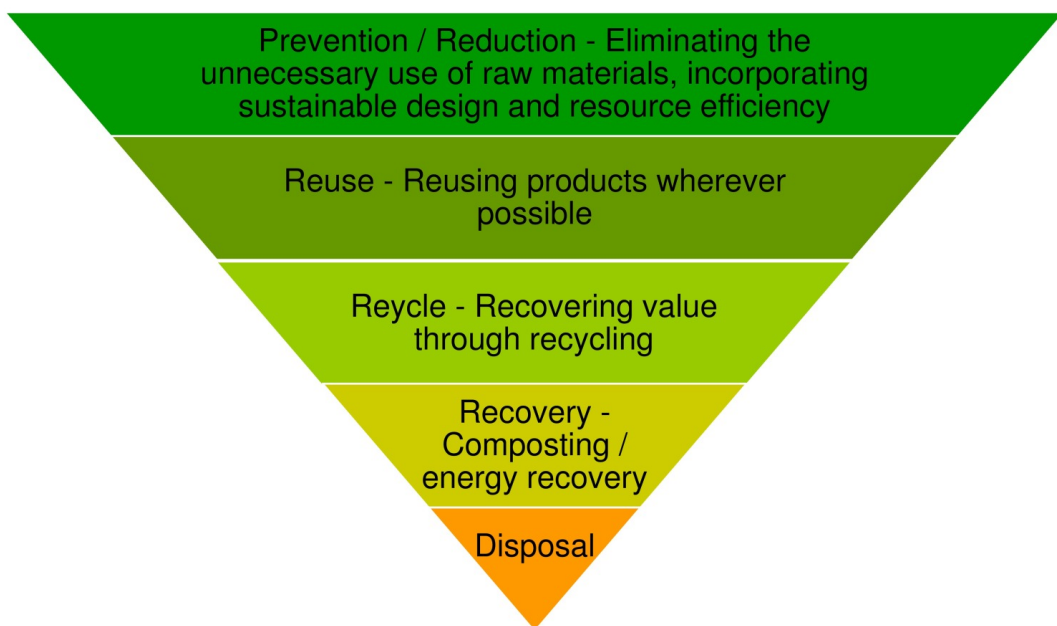 Prevention / Reduction - Eliminating the
unnecessary use of raw materials, incorporating
sustainable design and resource efficiency
Reuse - Reusing products wherever
possible
Reycle - Recovering value
through recycling
Recovery -
Composting /
energy recovery
Disposal